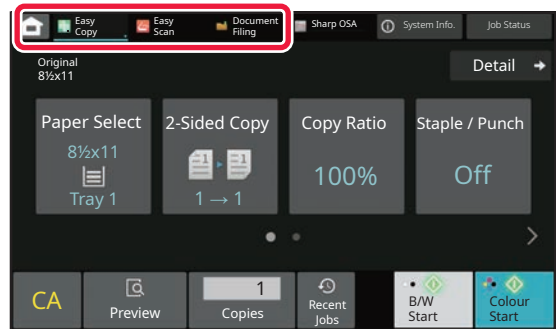 Easy
Copy
Easy
Scan
Document
Filing
Sharp OSA
System Info.
Job Status
Original
8½x11
Detail
Paper Select
8½x11
Tray 1
2-Sided Copy
1 1
1 → 1
Copy Ratio
100%
Staple / Punch
Off
CA
Preview
1
Copies
Recent
Jobs
B/W
Start
Colour
Start